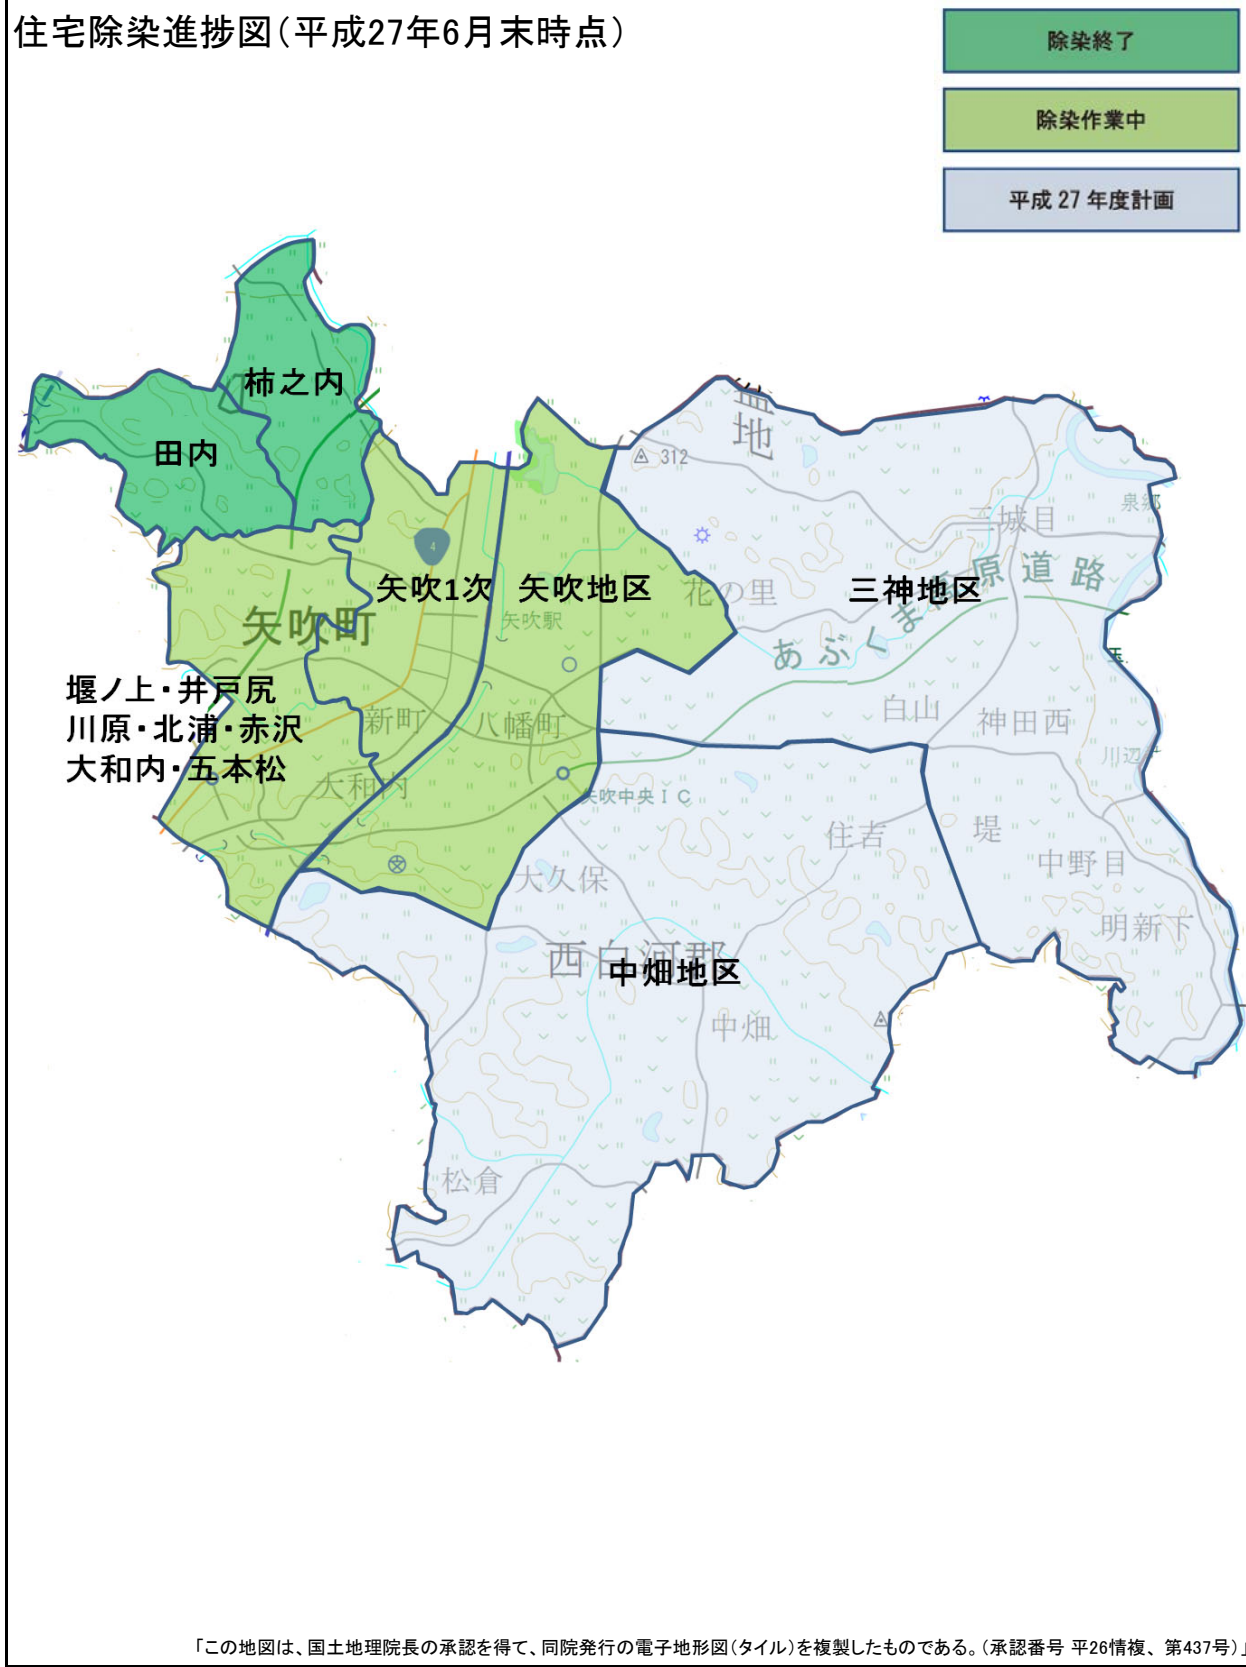 住宅除染進捗図(平成27年6月末時点)
除染終了
除染作業中
平成27年度計画
柿之内
田内
盆地
312
泉郷
三城目
4
矢吹1次
矢吹地区
花の里
三神地区
あぶくま高原道路
矢吹町
矢吹駅
玉
堰ノ上・井戸尻
川原・北浦・赤沢
大和内・五本松
新町
八幡町
白山
神田西
川辺
大和内
矢吹中央IC
住吉
堤
中野目
大久保
明新下
西白河郡
中畑地区
中畑
松倉
「この地図は、国土地理院長の承認を得て、同院発行の電子地形図(タイル)を複製したものである。(承認番号 平26情複、第437号)」